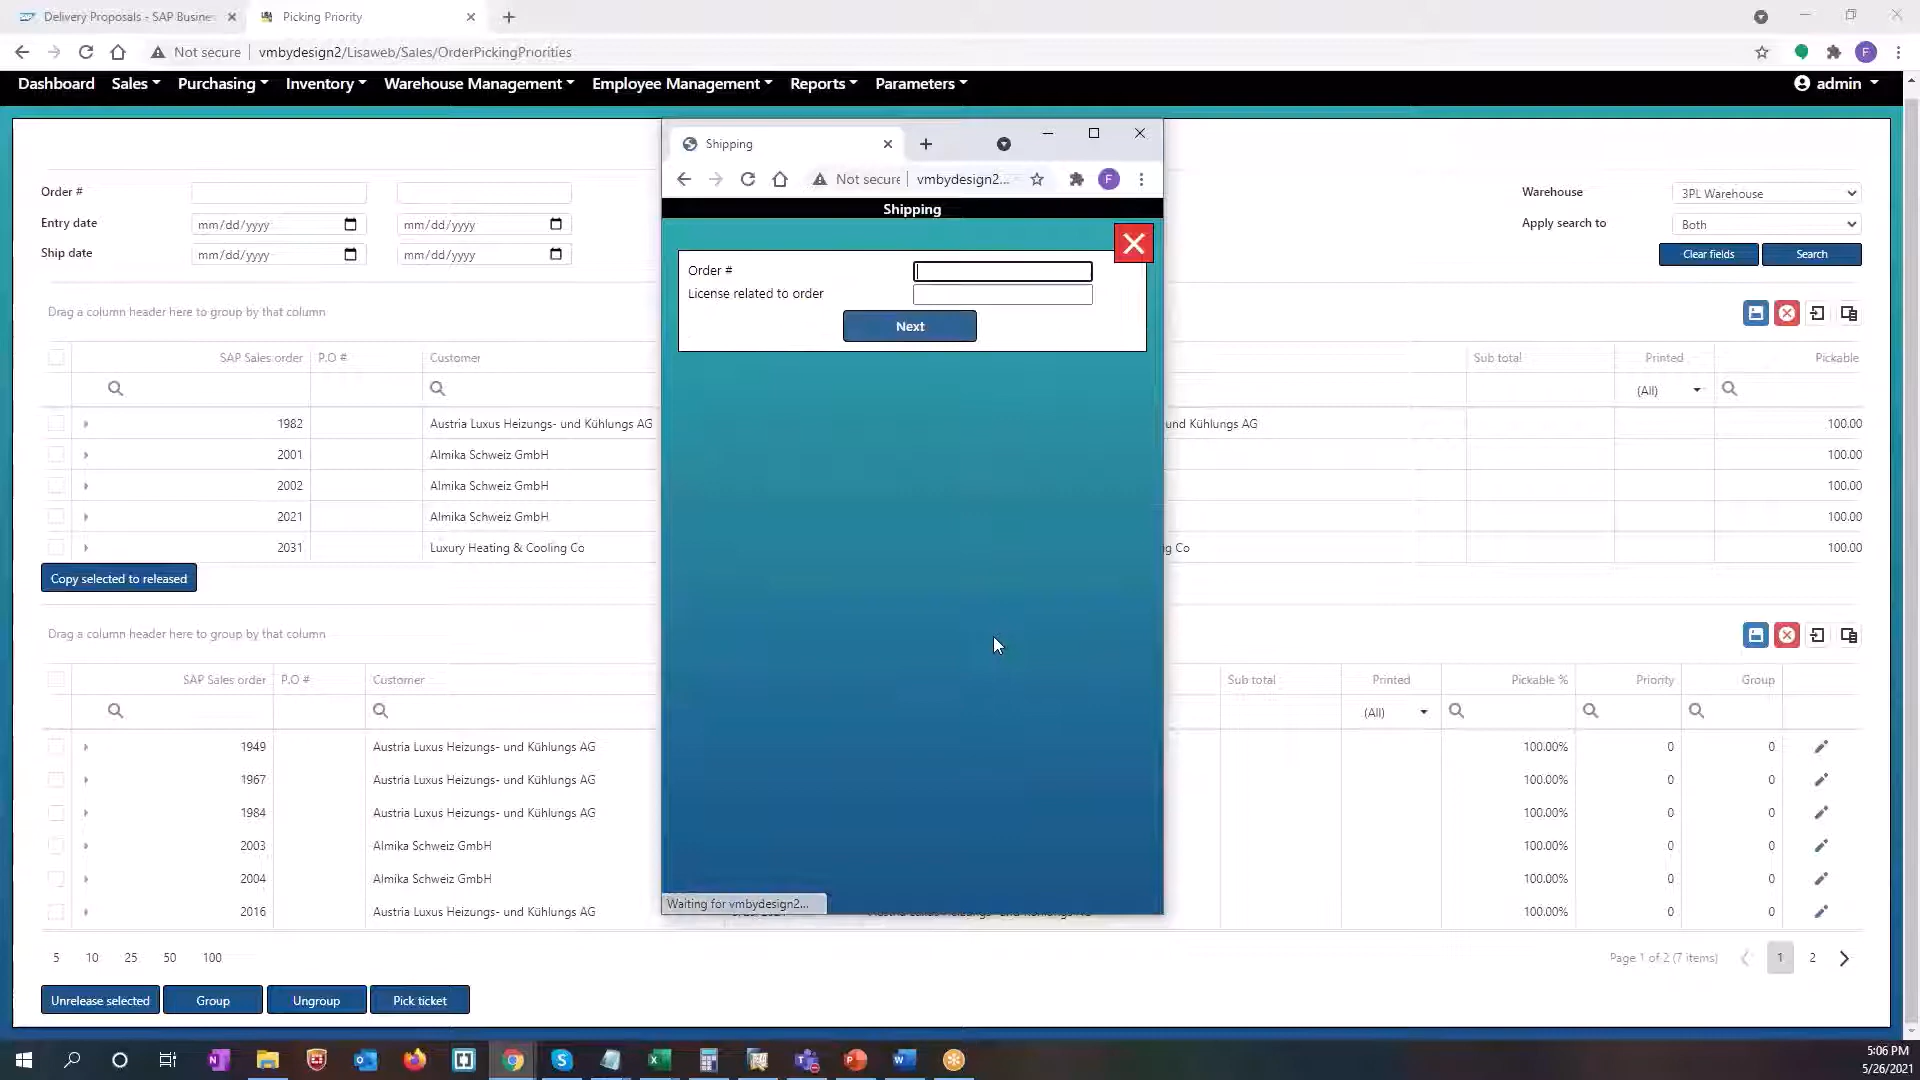 Delivery Proposals - SAP Busine
Picking Priority
Not secure
vmbydesign2/Lisaweb/Sales/OrderPickingPriorities
F
Dashboard Sales Purchasing Inventory Warehouse Management Employee Management Reports Parameters
admin
Shipping
Not secure
vmbydesign2...
F
Shipping
Order #
License related to order
Next
Waiting for vmbydesign2...
Order #
Entry date mm/dd/yyyy mm/dd/yyyy
Ship date mm/dd/yyyy mm/dd/yyyy
Warehouse 3PL Warehouse
Apply search to Both
Clear fields Search
Drag a column header here to group by that column
SAP Sales order P.O # Customer Sub total Printed Pickable
(All)
1982 Austria Luxus Heizungs- und Kühlungs AG und Kühlungs AG 100.00
2001 Almika Schweiz GmbH 100.00
2002 Almika Schweiz GmbH 100.00
2021 Almika Schweiz GmbH 100.00
2031 Luxury Heating & Cooling Co ig Co 100.00
Copy selected to released
Drag a column header here to group by that column
SAP Sales order P.O # Customer Sub total Printed Pickable % Priority Group
(All)
1949 Austria Luxus Heizungs- und Kühlungs AG 100.00% 0 0
1967 Austria Luxus Heizungs- und Kühlungs AG 100.00% 0 0
1984 Austria Luxus Heizungs- und Kühlungs AG 100.00% 0 0
2003 Almika Schweiz GmbH 100.00% 0 0
2004 Almika Schweiz GmbH 100.00% 0 0
2016 Austria Luxus Heizungs- und Kühlungs AG 100.00% 0 0
5 10 25 50 100
Page 1 of 2 (7 items) 1 2
Unrelease selected Group Ungroup Pick ticket
5:06 PM
5/26/2021